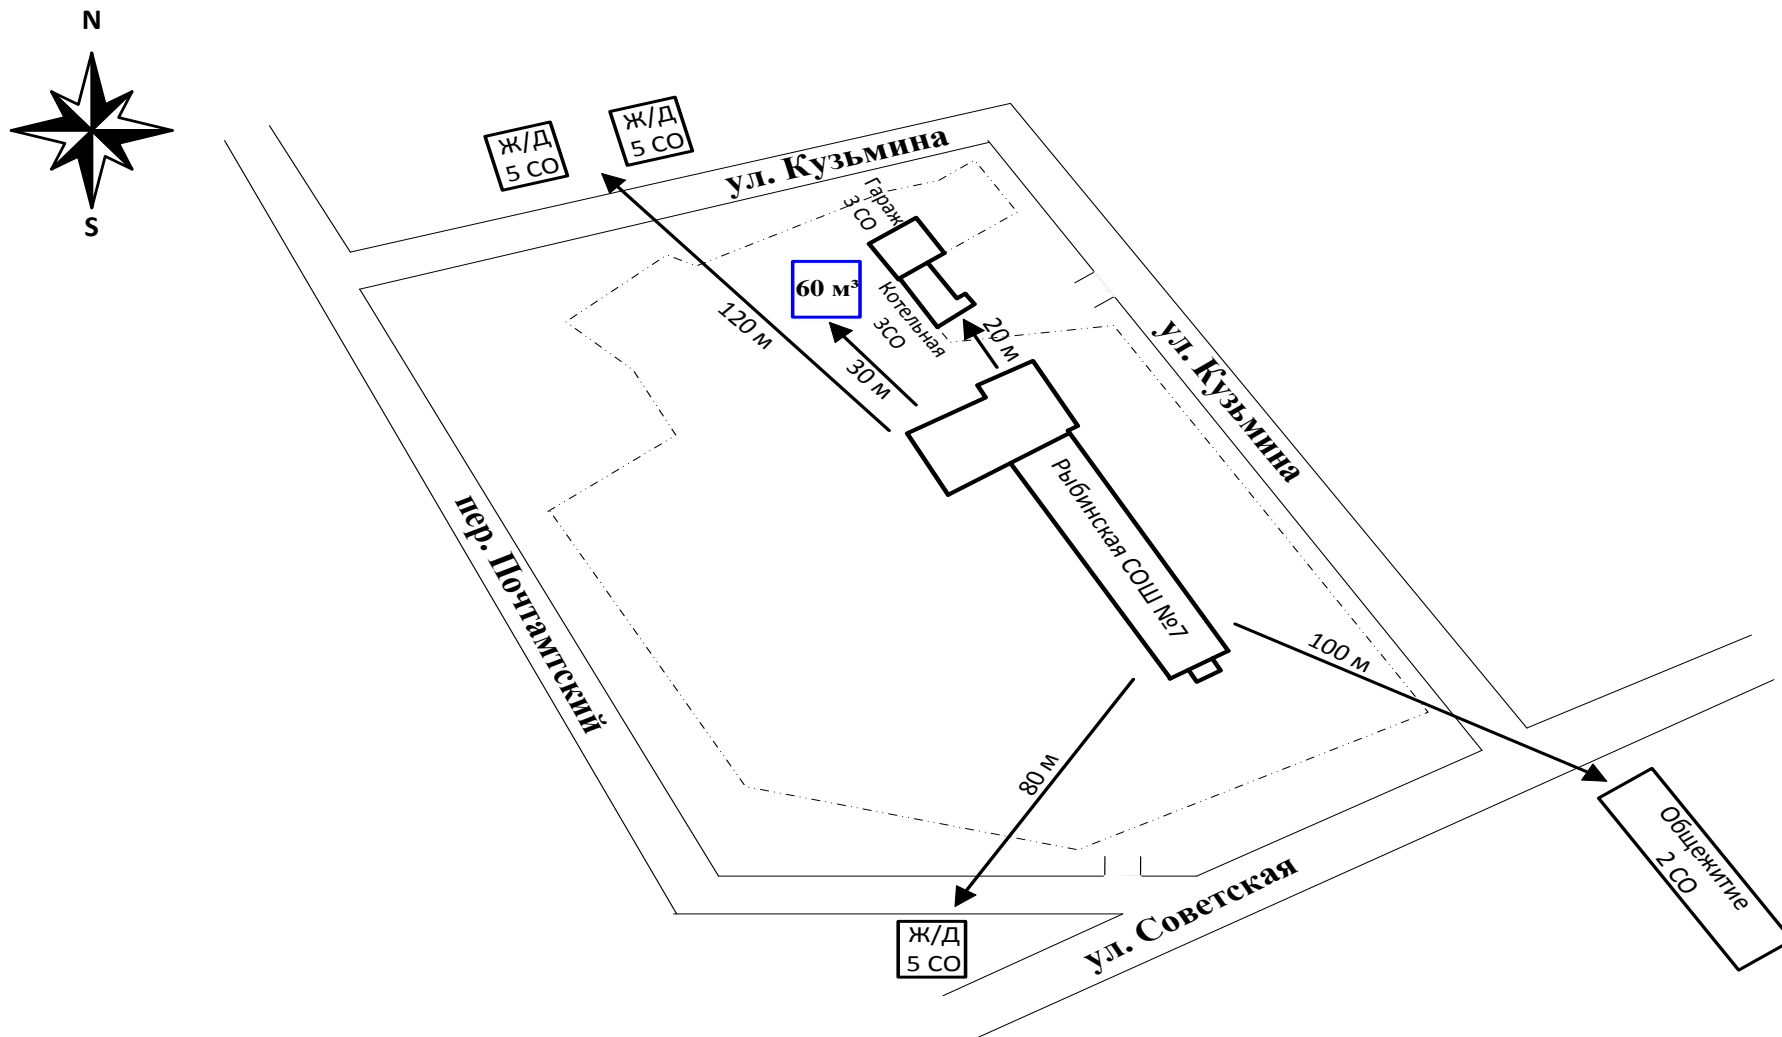 N
S
Ж/Д
5 СО
Ж/Д
5 СО
ул. Кузьмина
Гараж
3 СО
60 м³
Котельная
3СО
120 м
30 м
20 м
ул. Кузьмина
Рыбинская СОШ №7
пер. Почтамтский
100 м
80 м
Общежитие
2 СО
ул. Советская
Ж/Д
5 СО